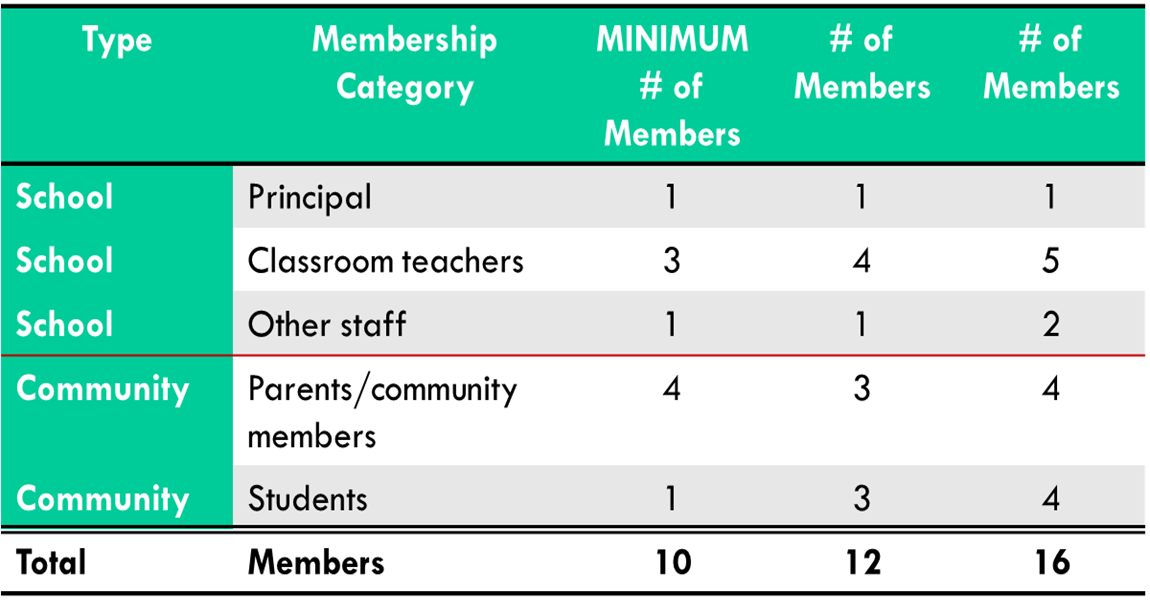 Type Membership Category MINIMUM # of Members # of Members # of Members
School Principal 1 1 1
School Classroom teachers 3 4 5
School Other staff 1 1 2
Community Parents/community members 4 3 4
Community Students 1 3 4
Total Members 10 12 16